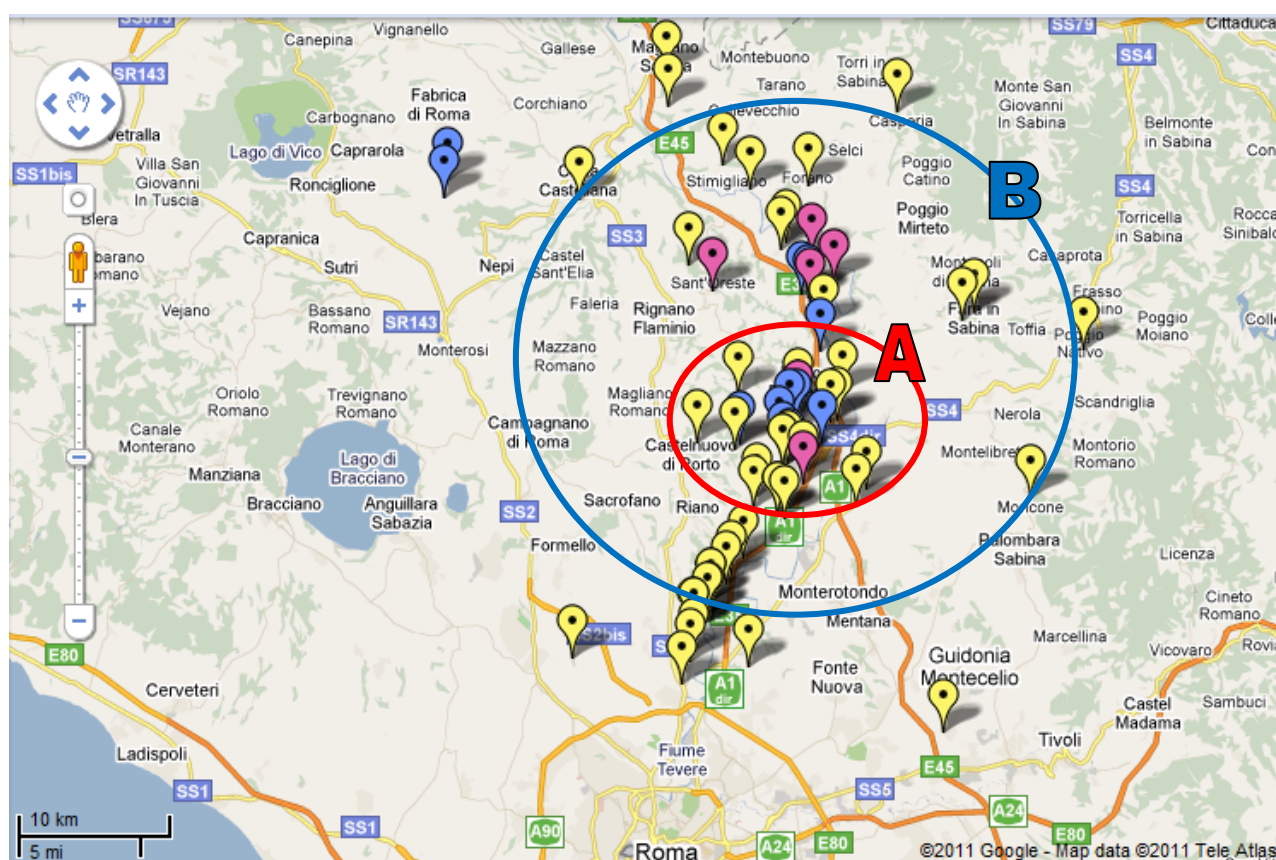 SS675
Vignanello
Canepina
SR143
Gallese
Montebuono
Torri in
Sabina
SS79
Cittaduca
SS4
Tarano
Monte San
Giovanni
In Sabina
Fabrica
di Roma
Corchiano
Carbognano
Casperia
Belmonte
in Sabina
Lago di Vico
Caprarola
E45
Selci
SS1bis
Villa San
Giovanni
In Tuscia
Ronciglione
Stimigliano
Forano
Poggio
Catino
B
SS4
Blera
Poggio
Mirteto
Torricella
in Sabina
Capranica
SS3
Sutri
Nepi
Castel
Sant'Elia
Sant'Oreste
Vejano
Bassano
Romano
SR143
Faleria
Rignano
Flaminio
Sabina
Toffia
Poggio
Moiano
Monterosi
Mazzano
Romano
A
Oriolo
Romano
Trevignano
Romano
Magliano
Romano
SS4
Nerola
Scandriglia
Canale
Monterano
Campagnano
di Roma
Castelnuovo
di Porto
SS4dir
Montorio
Romano
Manziana
Lago di
Bracciano
A1
Bracciano
Anguillara
Sabazia
Sacrofano
Riano
SS2
A1
dir
Moricone
Formello
Palombara
Sabina
Licenza
Monterotondo
Cineto
Romano
Mentana
Marcellina
Vicovaro
E80
Fonte
Nuova
Guidonia
Montecelio
Cerveteri
A1
dir
Castel
Madama
Sambuci
Tivoli
Ladispoli
Fiume
Tevere
E45
SS1
SS5
10 km
5 mi
SS1
A90
Roma
A24
E80
A24
E80
©2011 Google - Map data ©2011 Tele Atlas